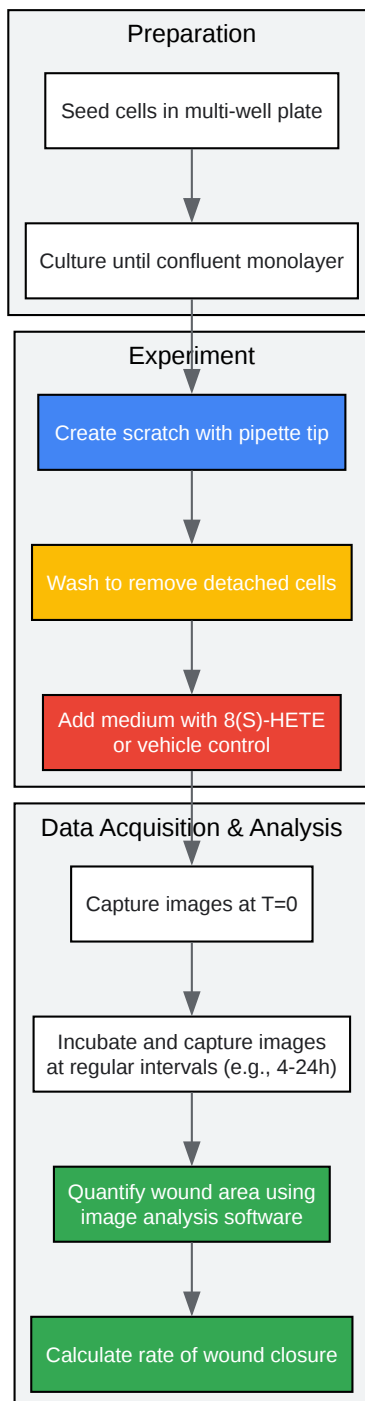 Preparation
Seed cells in multi-well plate
Culture until confluent monolayer
Experiment
Create scratch with pipette tip
Wash to remove detached cells
Add medium with 8(S)-HETE
or vehicle control
Data Acquisition & Analysis
Capture images at T=0
Incubate and capture images
at regular intervals (e.g., 4-24h)
Quantify wound area using
image analysis software
Calculate rate of wound closure